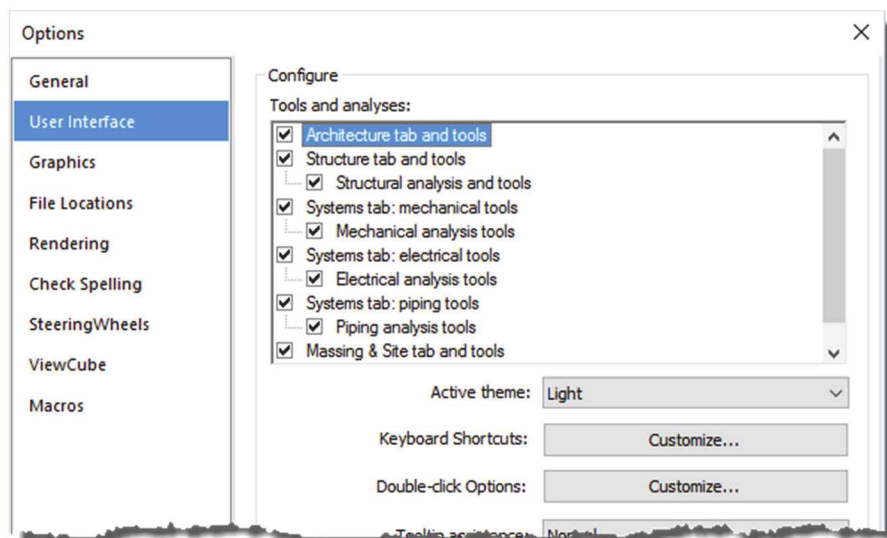 Options
General
User Interface
Graphics
File Locations
Rendering
Check Spelling
SteeringWheels
ViewCube
Macros
Configure
Tools and analyses:
Architecture tab and tools
Structure tab and tools
Structural analysis and tools
Systems tab: mechanical tools
Mechanical analysis tools
Systems tab: electrical tools
Electrical analysis tools
Systems tab: piping tools
Piping analysis tools
Massing & Site tab and tools
Active theme: Light
Keyboard Shortcuts: Customize...
Double-click Options: Customize...
Tooltip assistance: Normal